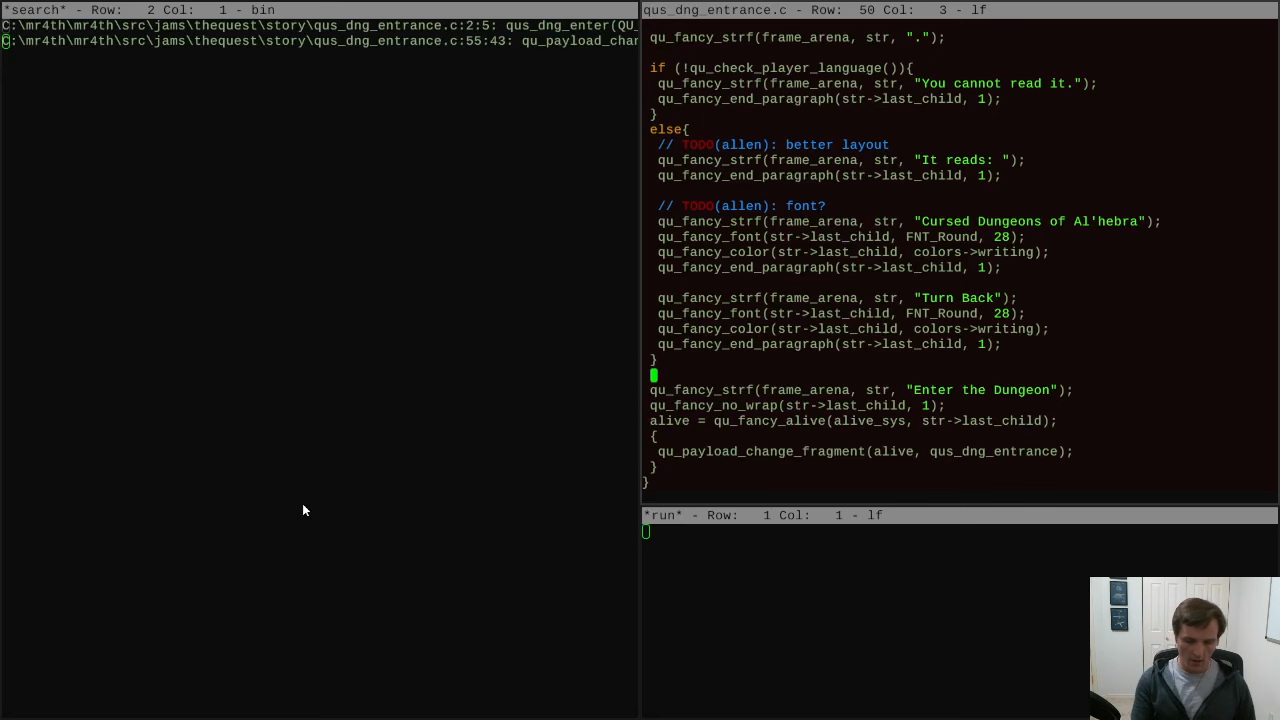 *search* - Row:   2 Col:   1 - bin
C:\mr4th\mr4th\src\jams\thequest\story\qus_dng_entrance.c:2:5: qus_dng_enter(QU_
C:\mr4th\mr4th\src\jams\thequest\story\qus_dng_entrance.c:55:43: qu_payload_chan
qus_dng_entrance.c - Row:  50 Col:   3 - lf
qu_fancy_strf(frame_arena, str, ".");
if (!qu_check_player_language()){
qu_fancy_strf(frame_arena, str, "You cannot read it.");
qu_fancy_end_paragraph(str->last_child, 1);
}
else{
// TODO(allen): better layout
qu_fancy_strf(frame_arena, str, "It reads: ");
qu_fancy_end_paragraph(str->last_child, 1);
// TODO(allen): font?
qu_fancy_strf(frame_arena, str, "Cursed Dungeons of Al'hebra");
qu_fancy_font(str->last_child, FNT_Round, 28);
qu_fancy_color(str->last_child, colors->writing);
qu_fancy_end_paragraph(str->last_child, 1);
qu_fancy_strf(frame_arena, str, "Turn Back");
qu_fancy_font(str->last_child, FNT_Round, 28);
qu_fancy_color(str->last_child, colors->writing);
qu_fancy_end_paragraph(str->last_child, 1);
}
qu_fancy_strf(frame_arena, str, "Enter the Dungeon");
qu_fancy_no_wrap(str->last_child, 1);
alive = qu_fancy_alive(alive_sys, str->last_child);
{
qu_payload_change_fragment(alive, qus_dng_entrance);
}
}
*run* - Row:   1 Col:   1 - lf